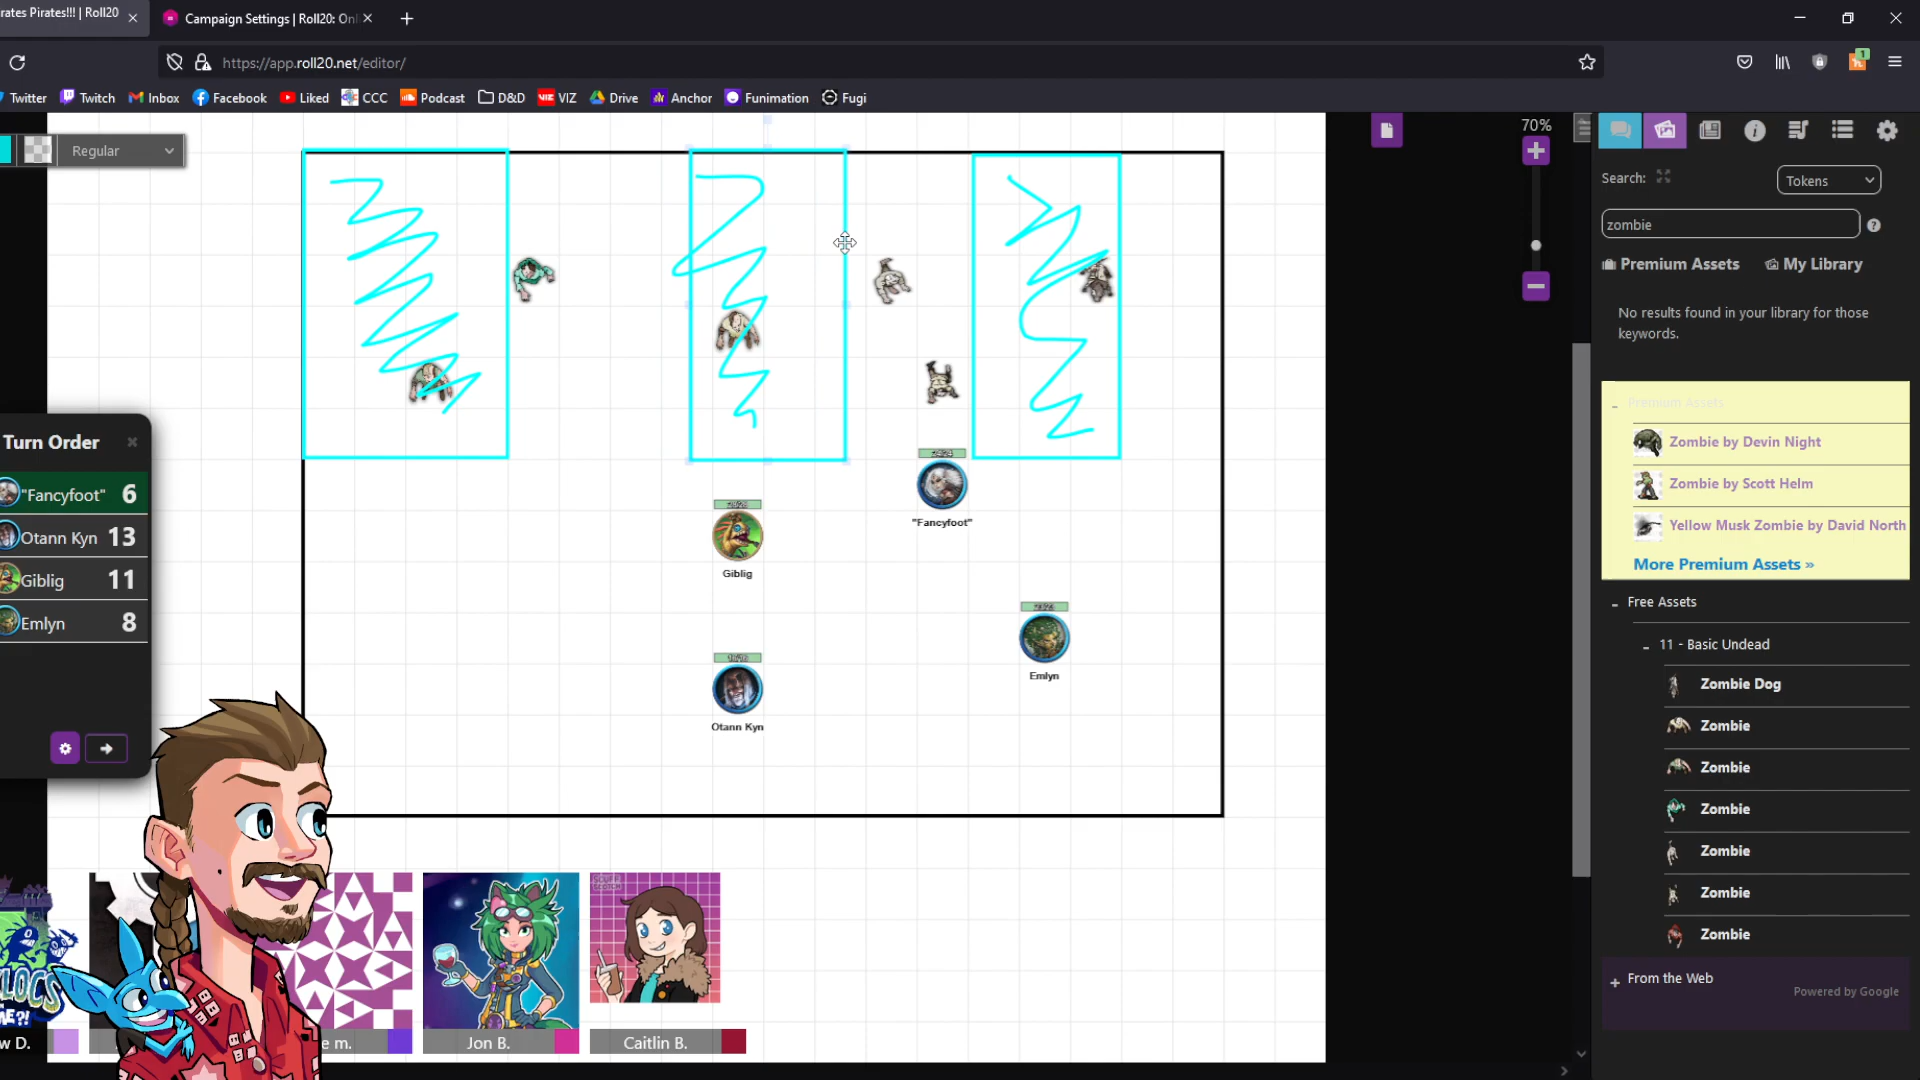 rates Pirates!!! | Roll20
Campaign Settings | Roll20: Onl
https://app.roll20.net/editor/
Twitter
Twitch
Inbox
Facebook
Liked
CCC
Podcast
D&D
VIZ
Drive
Anchor
Funimation
Fugi
Regular
70%
Search:
Tokens
zombie
Premium Assets
My Library
No results found in your library for those
keywords.
Premium Assets
Zombie by Devin Night
Zombie by Scott Helm
Yellow Musk Zombie by David North
More Premium Assets »
Free Assets
11 - Basic Undead
Zombie Dog
Zombie
Zombie
Zombie
Zombie
Zombie
Zombie
From the Web
Powered by Google
Turn Order
"Fancyfoot" 6
Otann Kyn 13
Giblig 11
Emlyn 8
"Fancyfoot"
Giblig
Emlyn
Otann Kyn
LOCS
ME?!
w D.
e m.
Jon B.
Caitlin B.